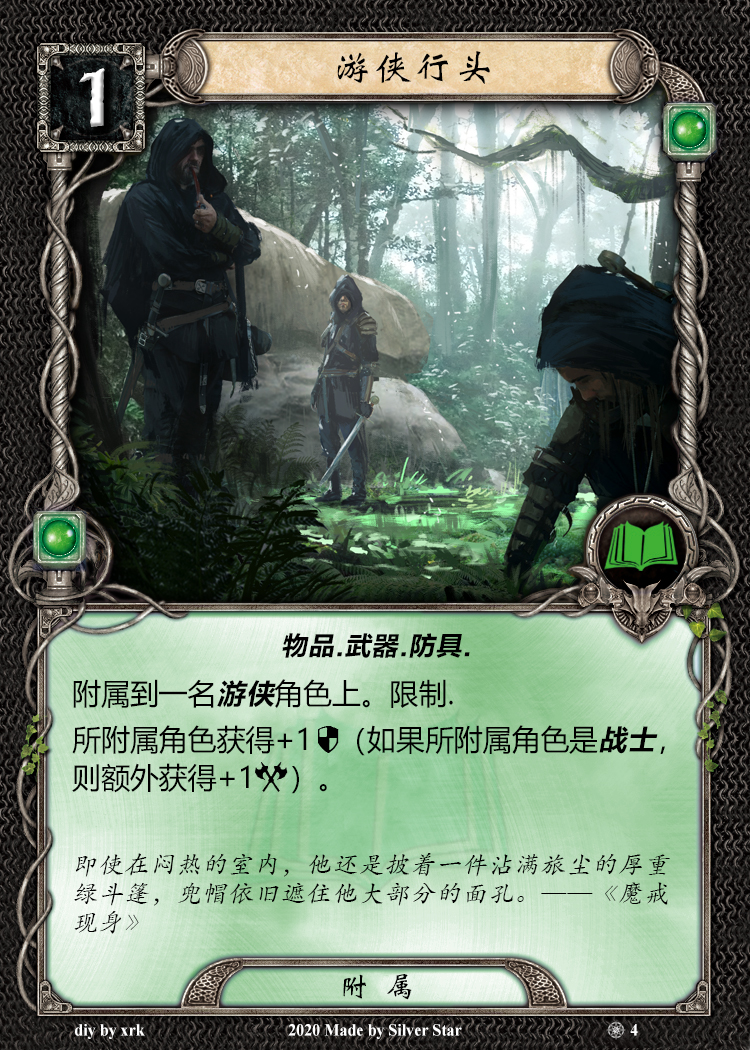 1
游侠行头
物品.武器.防具.
附属到一名游侠角色上。限制.
所附属角色获得+1（如果所附属角色是战士，
则额外获得+1）。
即使在闷热的室内，他还是披着一件沾满旅尘的厚重
绿斗篷，兜帽依旧遮住他大部分的面孔。——《魔戒
现身》
附属
diy by xrk
2020 Made by Silver Star
4